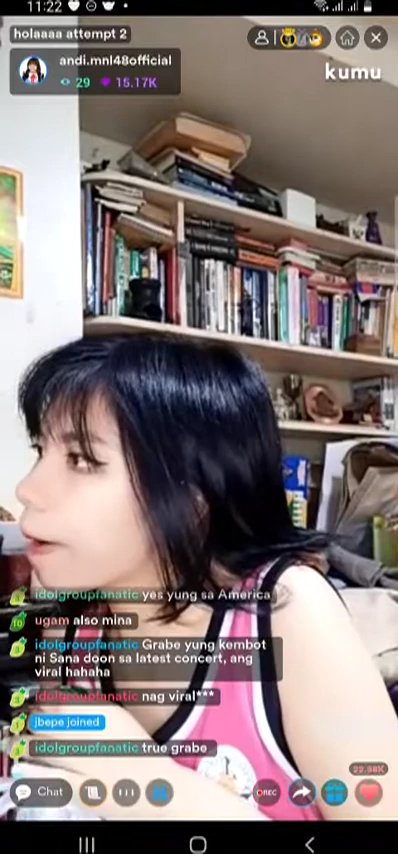 11:22
holaaaa attempt 2
andi.mnl48official
29 15.17K
kumu
idolgroupfanatic yes yung sa America
ugam also mina
idolgroupfanatic Grabe yung kembot
ni Sana doon sa latest concert, ang
viral hahaha
idolgroupfanatic nag viral***
jbepe joined
idolgroupfanatic true grabe
22.38K
Chat
REC